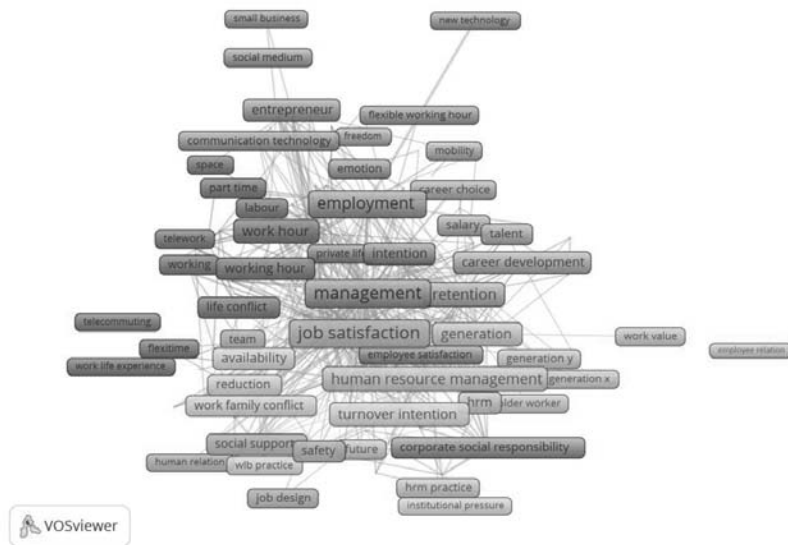 small business
new technology
social medium
entrepreneur
flexible working hour
freedom
communication technology
mobility
space
emotion
part time
career choice
employment
labour
salary
talent
work hour
telework
private life
intention
career development
working
working hour
management
retention
life conflict
telecommuting
job satisfaction
generation
work value
flexitime
team
employee satisfaction
employee relation
work life experience
availability
generation y
human resource management
generation x
reduction
work family conflict
hrm
older worker
turnover intention
social support
safety
future
corporate social responsibility
human relation
wlb practice
hrm practice
job design
institutional pressure
VOSviewer